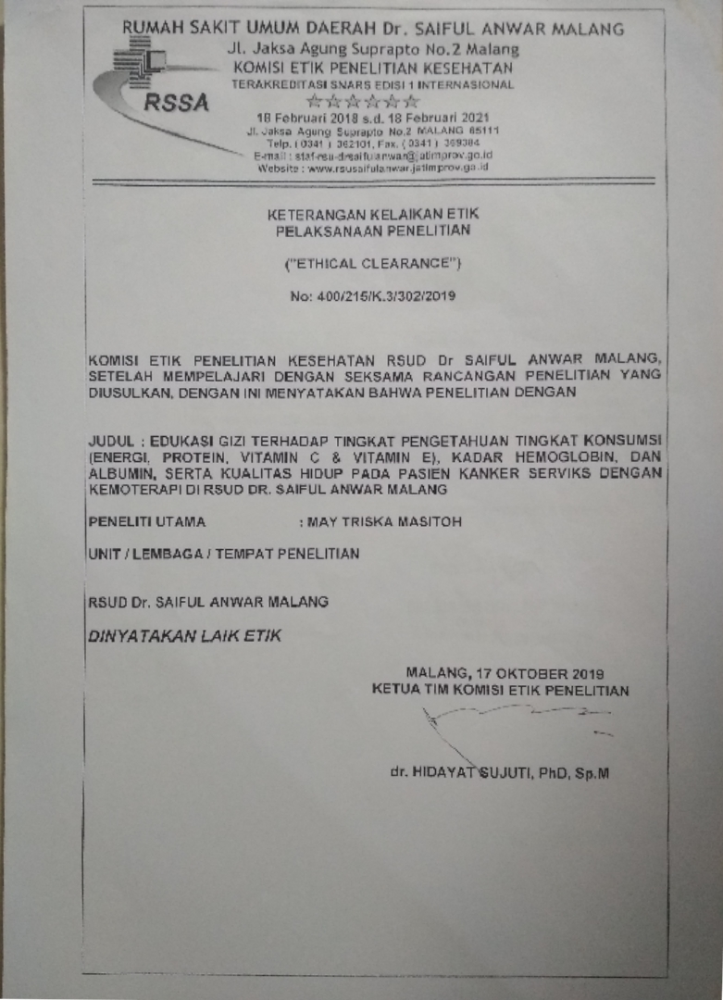 RUMAH SAKIT UMUM DAERAH Dr. SAIFUL ANWAR MALANG
Jl. Jaksa Agung Suprapto No.2 Malang
KOMISI ETIK PENELITIAN KESEHATAN
TERAKREDITASI SNARS EDISI 1 INTERNASIONAL
RSSA
18 Februari 2018 s.d. 18 Februari 2021
Jl. Jaksa Agung Suprapto No.2 MALANG 65111
Telp. ( 0341 ) 362101, Fax. ( 0341 ) 369384
E-mail : staf-rsu-drsaifulanwar@jatimprov.go.id
Website : www.rsusaifulanwar.jatimprov.go.id
KETERANGAN KELAIKAN ETIK
PELAKSANAAN PENELITIAN
("ETHICAL CLEARANCE")
No: 400/215/K.3/302/2019
KOMISI ETIK PENELITIAN KESEHATAN RSUD Dr SAIFUL ANWAR MALANG,
SETELAH MEMPELAJARI DENGAN SEKSAMA RANCANGAN PENELITIAN YANG
DIUSULKAN, DENGAN INI MENYATAKAN BAHWA PENELITIAN DENGAN
JUDUL : EDUKASI GIZI TERHADAP TINGKAT PENGETAHUAN TINGKAT KONSUMSI
(ENERGI, PROTEIN, VITAMIN C & VITAMIN E), KADAR HEMOGLOBIN, DAN
ALBUMIN, SERTA KUALITAS HIDUP PADA PASIEN KANKER SERVIKS DENGAN
KEMOTERAPI DI RSUD DR. SAIFUL ANWAR MALANG
PENELITI UTAMA : MAY TRISKA MASITOH
UNIT / LEMBAGA / TEMPAT PENELITIAN
RSUD Dr. SAIFUL ANWAR MALANG
DINYATAKAN LAIK ETIK
MALANG, 17 OKTOBER 2019
KETUA TIM KOMISI ETIK PENELITIAN
dr. HIDAYAT SUJUTI, PhD, Sp.M